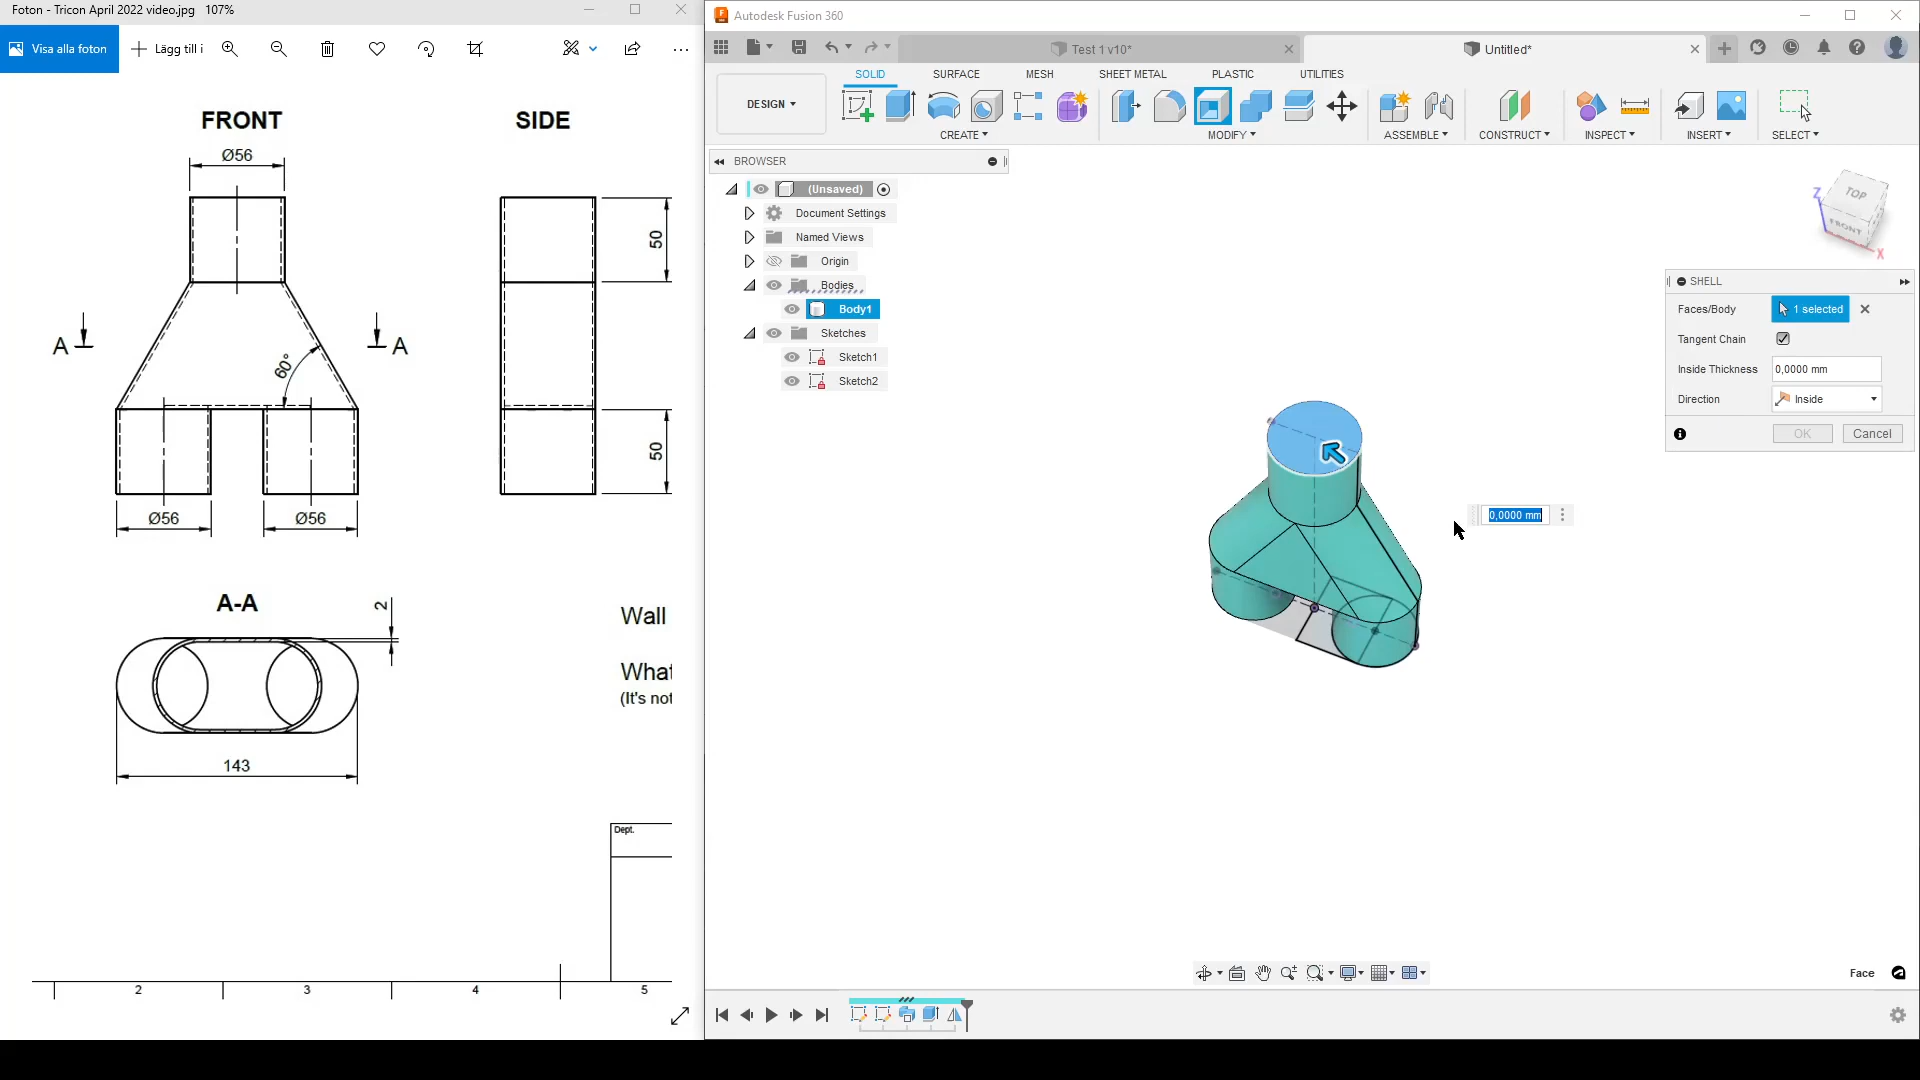 Foton - Tricon April 2022 video.jpg 107%
Visa alla foton
Lägg till i
FRONT
SIDE
Ø56
50
A
A
60°
50
Ø56
Ø56
A-A
2
143
Wall
(It's not
Dept.
2
3
4
5
Autodesk Fusion 360
Test 1 v10*
Untitled*
DESIGN
SOLID
SURFACE
MESH
SHEET METAL
PLASTIC
UTILITIES
CREATE
MODIFY
ASSEMBLE
CONSTRUCT
INSPECT
INSERT
SELECT
BROWSER
(Unsaved)
Document Settings
Named Views
Origin
Bodies
Body1
Sketches
Sketch1
Sketch2
TOP
FRONT
Z
X
SHELL
Faces/Body
1 selected
Tangent Chain
Inside Thickness
0,0000 mm
Direction
Inside
OK
Cancel
0,0000 mm
Face